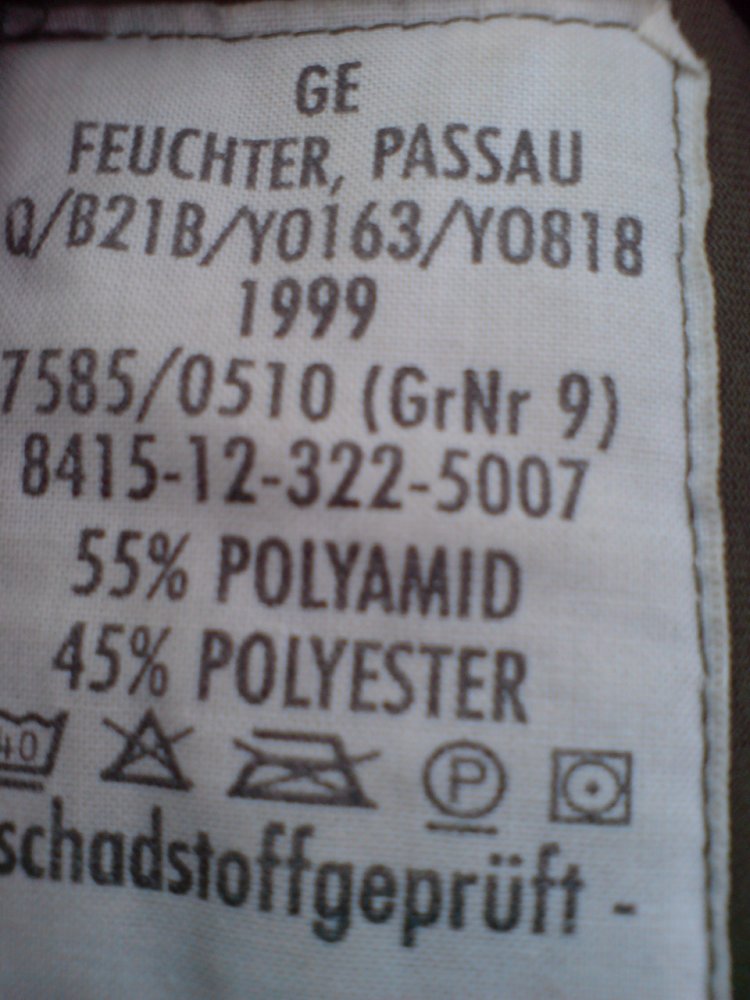 GE
FEUCHTER, PASSAU
Q/B21B/Y0163/Y0818
1999
7585/0510 (GrNr 9)
8415-12-322-5007
55% POLYAMID
45% POLYESTER
40 P
schadstoffgeprüft -